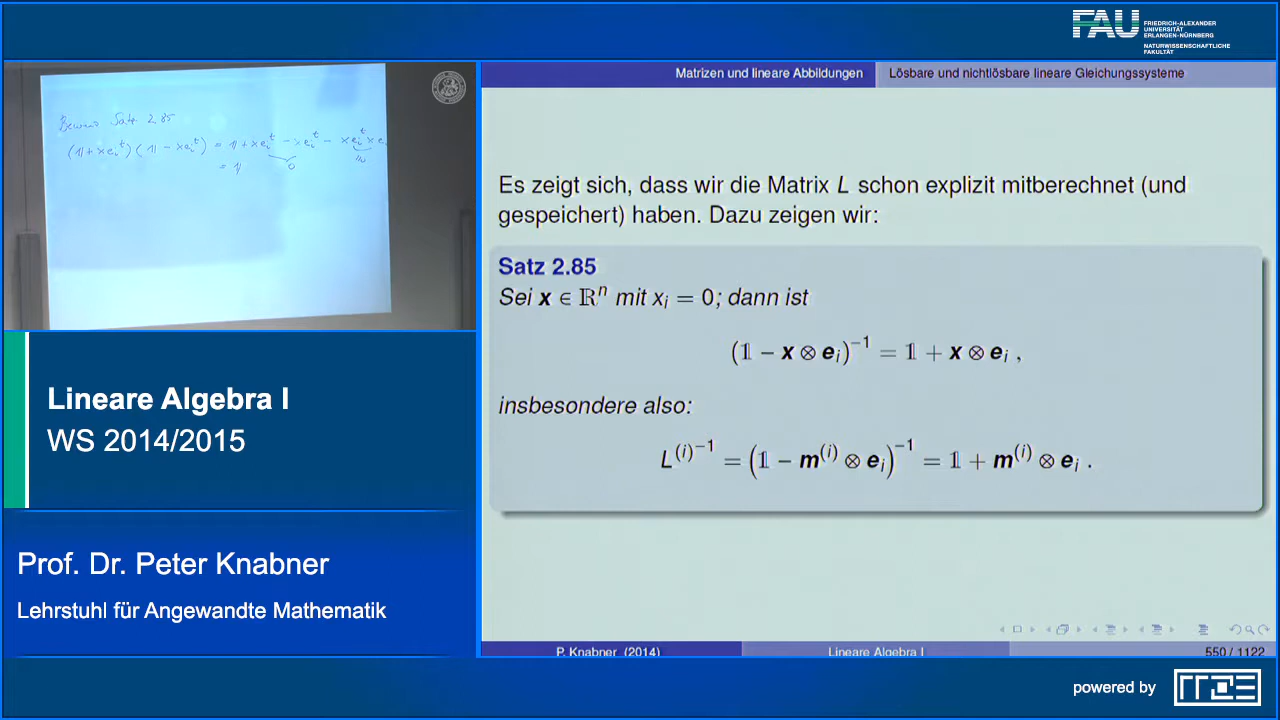 FAU FRIEDRICH-ALEXANDER
UNIVERSITÄT
ERLANGEN-NÜRNBERG
NATURWISSENSCHAFTLICHE
FAKULTÄT
Beweis Satz 2.85
(𝟙 + xeᵢᵗ)(𝟙 − xeᵢᵗ) = 𝟙 + xeᵢᵗ − xeᵢᵗ − xeᵢᵗxe
= 𝟙
0
Lineare Algebra I
WS 2014/2015
Prof. Dr. Peter Knabner
Lehrstuhl für Angewandte Mathematik
Matrizen und lineare Abbildungen Lösbare und nichtlösbare lineare Gleichungssysteme
Es zeigt sich, dass wir die Matrix L schon explizit mitberechnet (und
gespeichert) haben. Dazu zeigen wir:
Satz 2.85
Sei x ∈ ℝⁿ mit xᵢ = 0; dann ist
(𝟙 − x ⊗ eᵢ)⁻¹ = 𝟙 + x ⊗ eᵢ ,
insbesondere also:
L⁽ⁱ⁾⁻¹ = (𝟙 − m⁽ⁱ⁾ ⊗ eᵢ)⁻¹ = 𝟙 + m⁽ⁱ⁾ ⊗ eᵢ .
P. Knabner (2014) Lineare Algebra I 550 / 1122
powered by RRZE